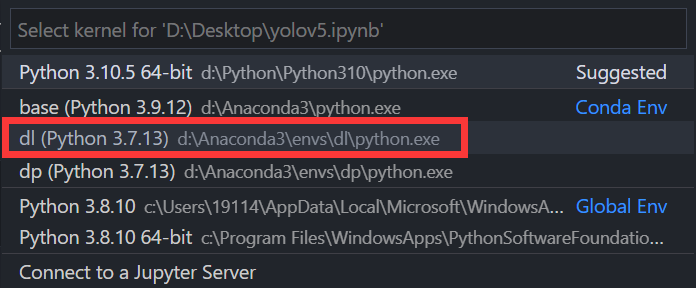 Select kernel for 'D:\Desktop\yolov5.ipynb'
Python 3.10.5 64-bit d:\Python\Python310\python.exe Suggested
base (Python 3.9.12) d:\Anaconda3\python.exe Conda Env
dl (Python 3.7.13) d:\Anaconda3\envs\dl\python.exe
dp (Python 3.7.13) d:\Anaconda3\envs\dp\python.exe
Python 3.8.10 c:\Users\19114\AppData\Local\Microsoft\WindowsA... Global Env
Python 3.8.10 64-bit c:\Program Files\WindowsApps\PythonSoftwareFoundatio...
Connect to a Jupyter Server